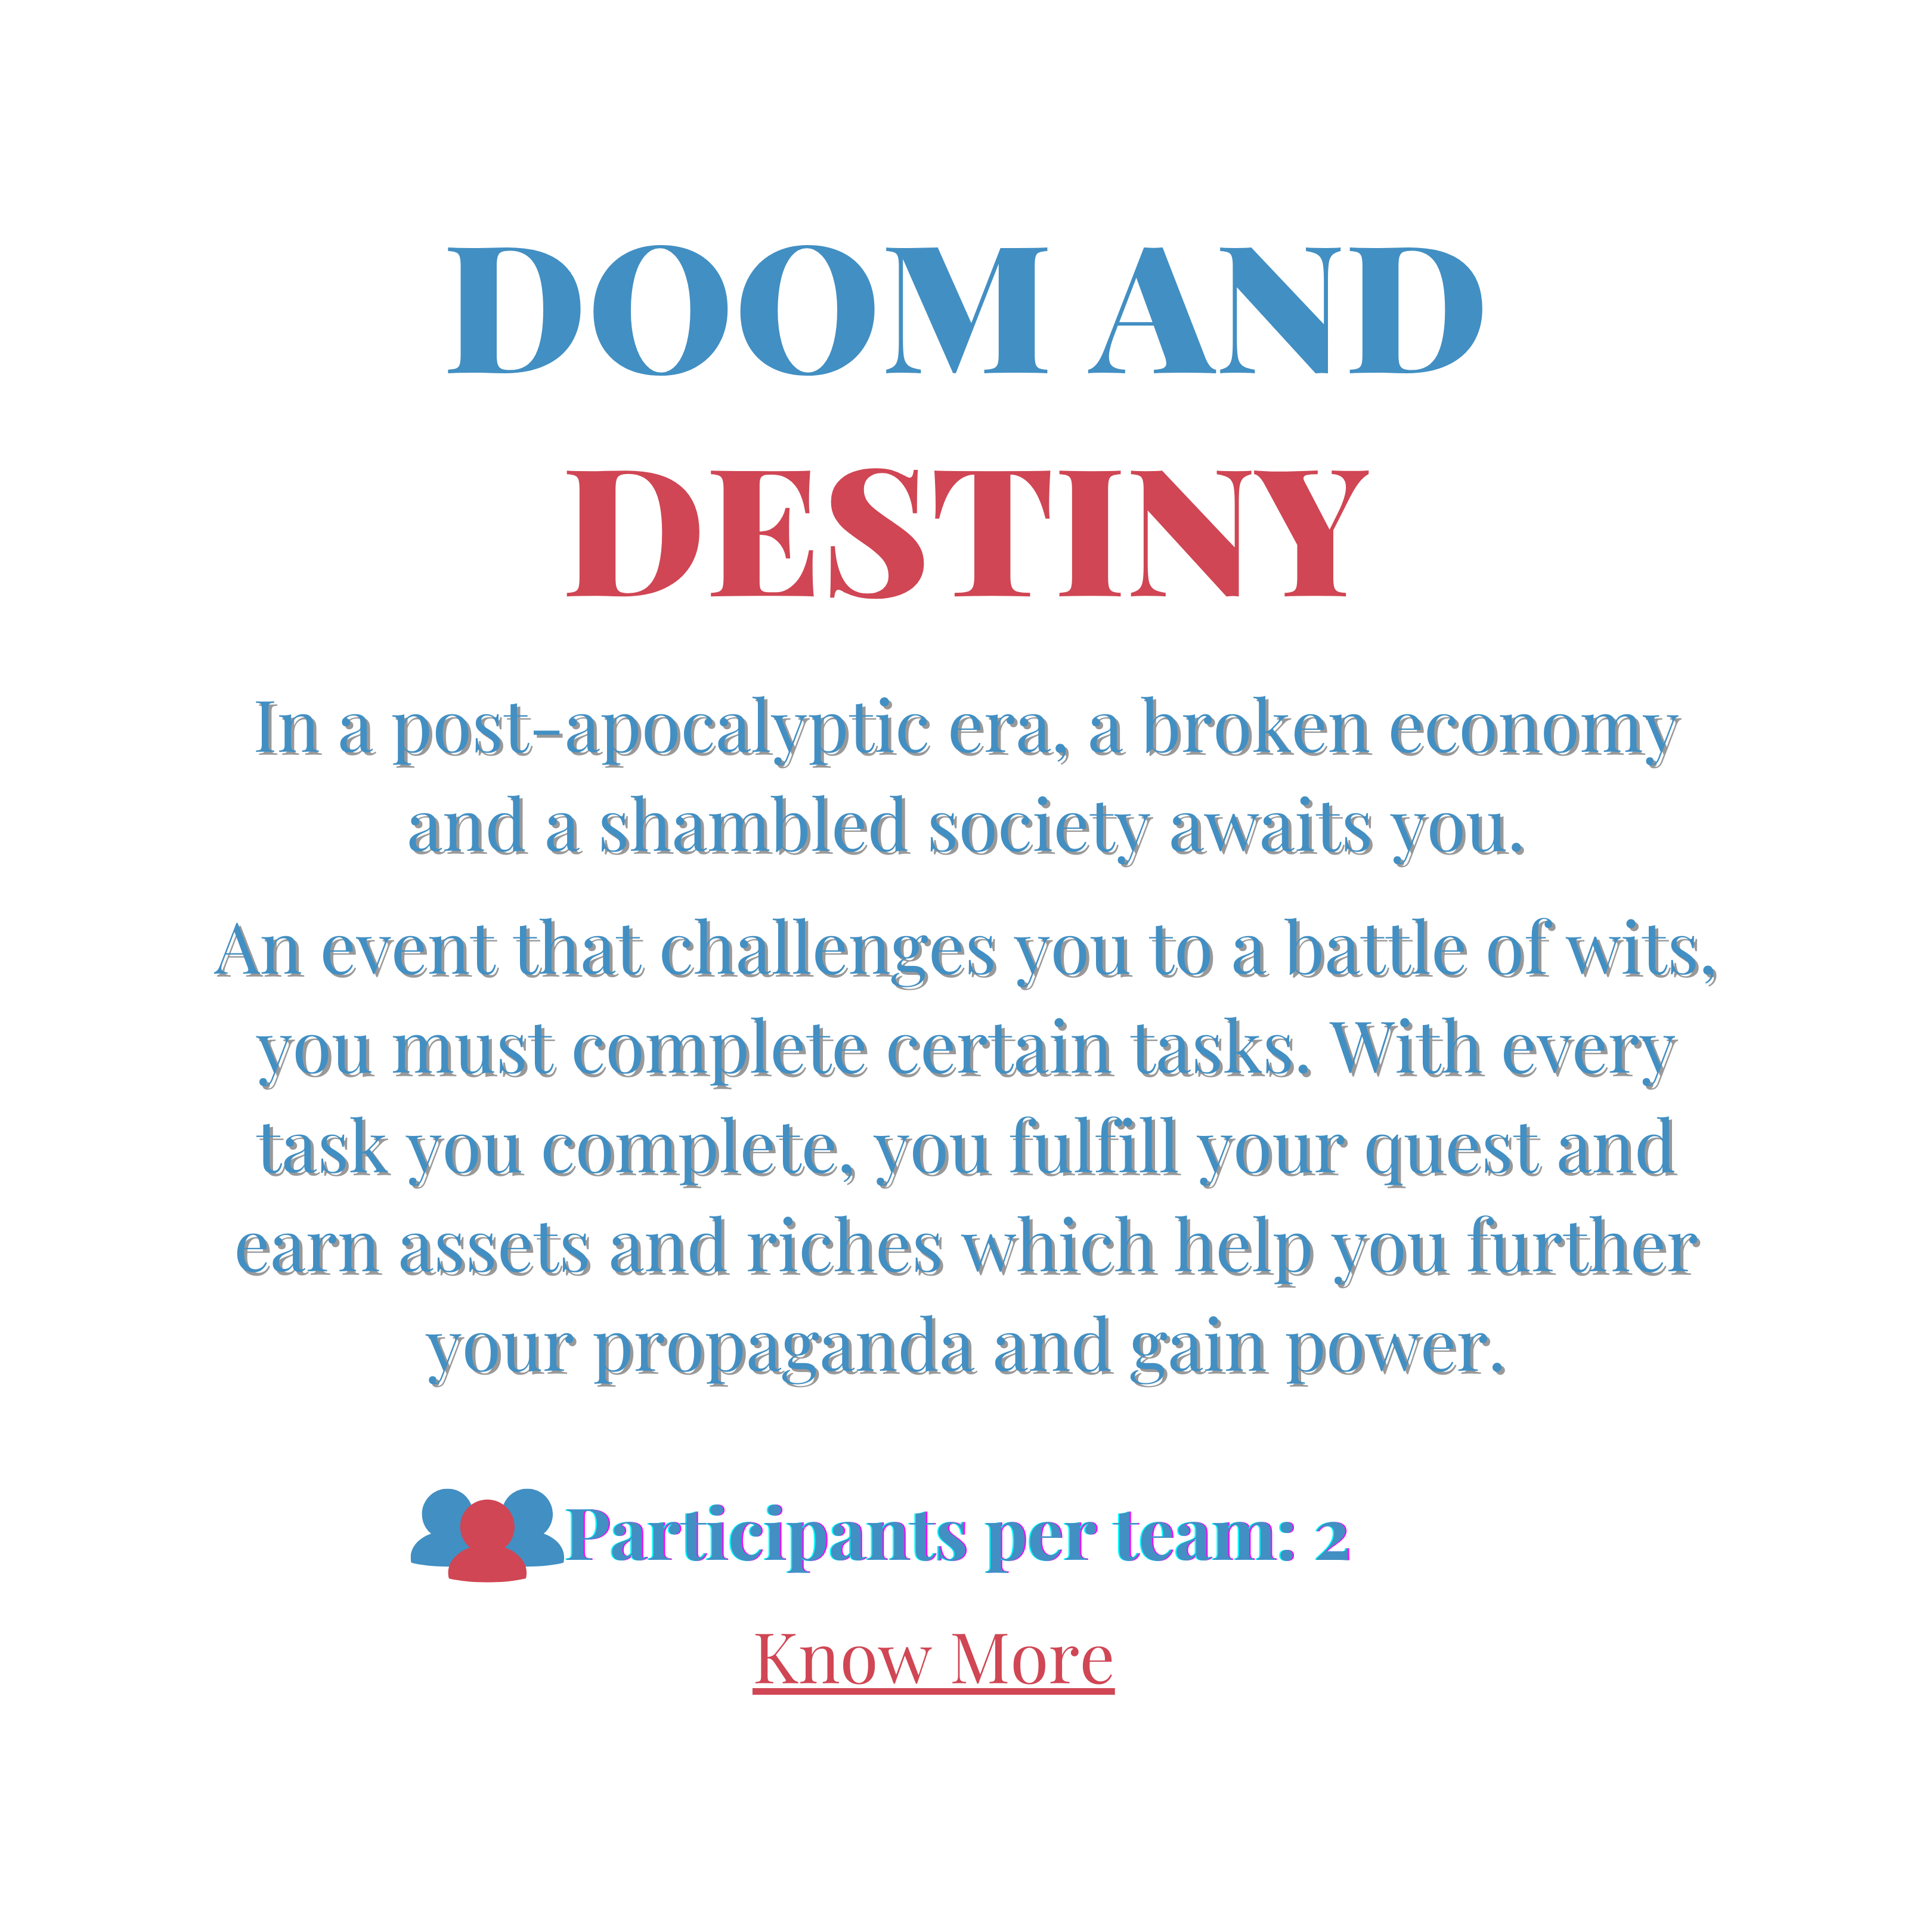 DOOM AND
DESTINY
In a post-apocalyptic era, a broken economy
and a shambled society awaits you.
An event that challenges you to a battle of wits,
you must complete certain tasks. With every
task you complete, you fulfill your quest and
earn assets and riches which help you further
your propaganda and gain power.
Participants per team: 2
Know More